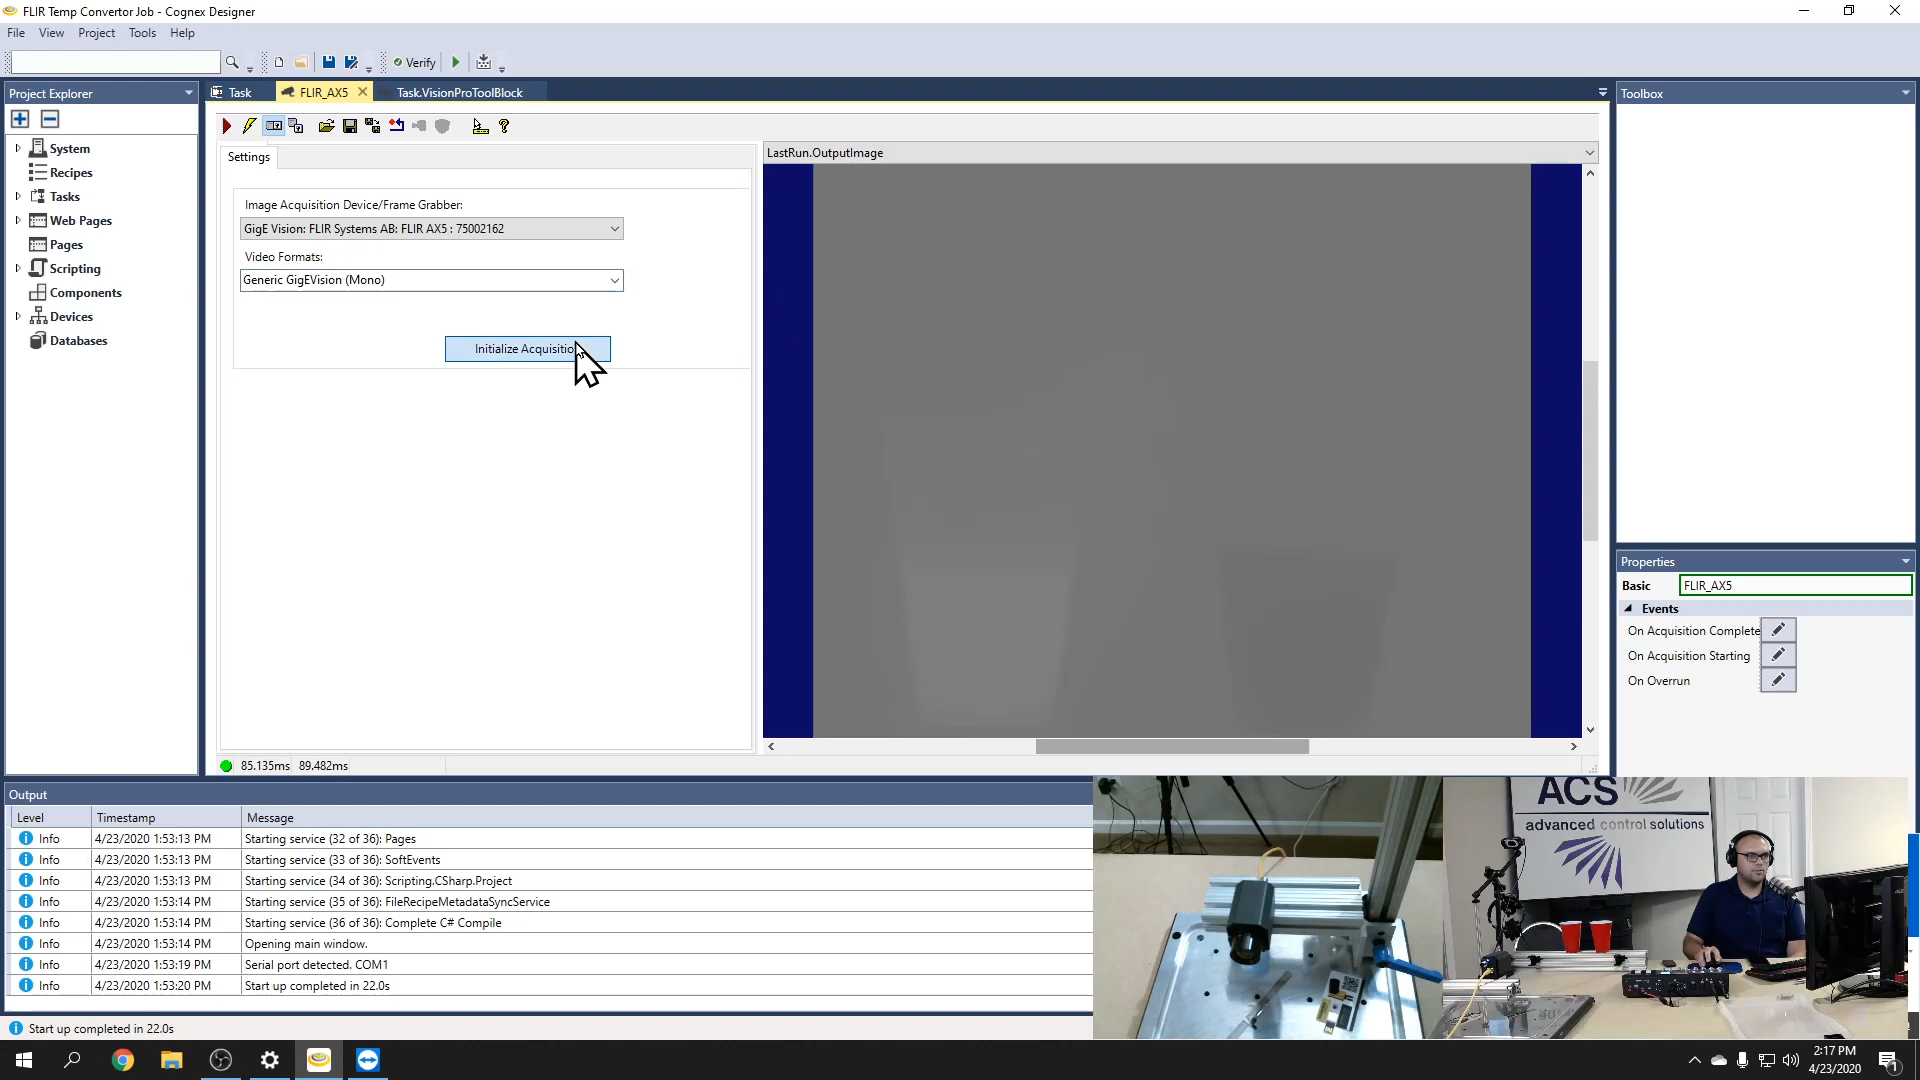 FLIR Temp Convertor Job - Cognex Designer
File View Project Tools Help
Verify
Project Explorer
Task FLIR_AX5 Task.VisionProToolBlock
Toolbox
System
Recipes
Tasks
Web Pages
Pages
Scripting
Components
Devices
Databases
Settings
Image Acquisition Device/Frame Grabber:
GigE Vision: FLIR Systems AB: FLIR AX5 : 75002162
Video Formats:
Generic GigEVision (Mono)
Initialize Acquisitio
LastRun.OutputImage
Properties
Basic FLIR_AX5
Events
On Acquisition Complete
On Acquisition Starting
On Overrun
85.135ms 89.482ms
Output
Level Timestamp Message
Info 4/23/2020 1:53:13 PM Starting service (32 of 36): Pages
Info 4/23/2020 1:53:13 PM Starting service (33 of 36): SoftEvents
Info 4/23/2020 1:53:13 PM Starting service (34 of 36): Scripting.CSharp.Project
Info 4/23/2020 1:53:14 PM Starting service (35 of 36): FileRecipeMetadataSyncService
Info 4/23/2020 1:53:14 PM Starting service (36 of 36): Complete C# Compile
Info 4/23/2020 1:53:14 PM Opening main window.
Info 4/23/2020 1:53:19 PM Serial port detected. COM1
Info 4/23/2020 1:53:20 PM Start up completed in 22.0s
ACS
advanced control solutions
Start up completed in 22.0s
2:17 PM
4/23/2020
1